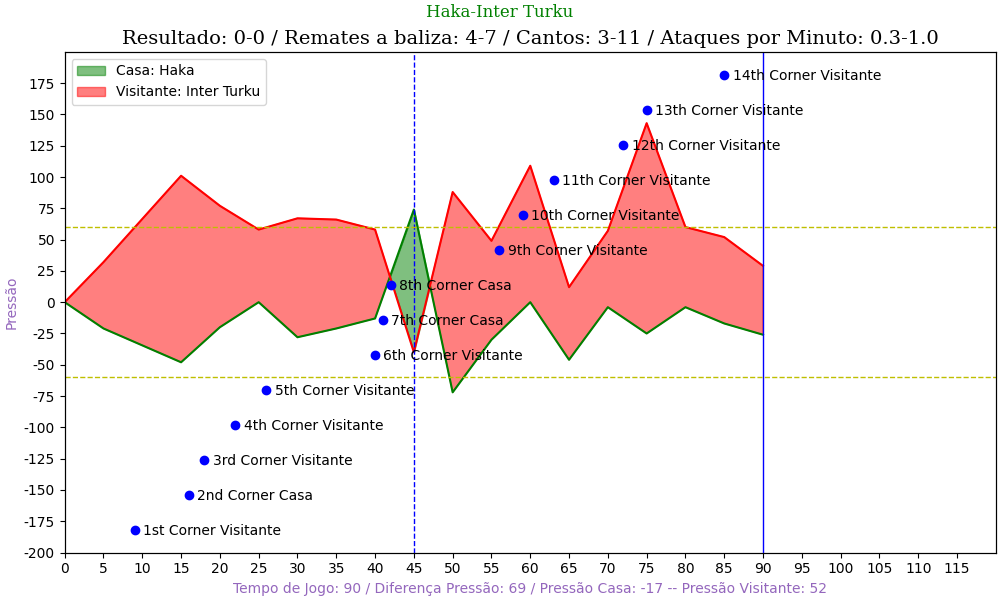 Haka-Inter Turku
Resultado: 0-0 / Remates a baliza: 4-7 / Cantos: 3-11 / Ataques por Minuto: 0.3-1.0
Casa: Haka
Visitante: Inter Turku
14th Corner Visitante
13th Corner Visitante
12th Corner Visitante
11th Corner Visitante
10th Corner Visitante
9th Corner Visitante
8th Corner Casa
7th Corner Casa
6th Corner Visitante
5th Corner Visitante
4th Corner Visitante
3rd Corner Visitante
2nd Corner Casa
1st Corner Visitante
Pressão
175
150
125
100
75
50
25
0
-25
-50
-75
-100
-125
-150
-175
-200
0 5 10 15 20 25 30 35 40 45 50 55 60 65 70 75 80 85 90 95 100 105 110 115
Tempo de Jogo: 90 / Diferença Pressão: 69 / Pressão Casa: -17 -- Pressão Visitante: 52